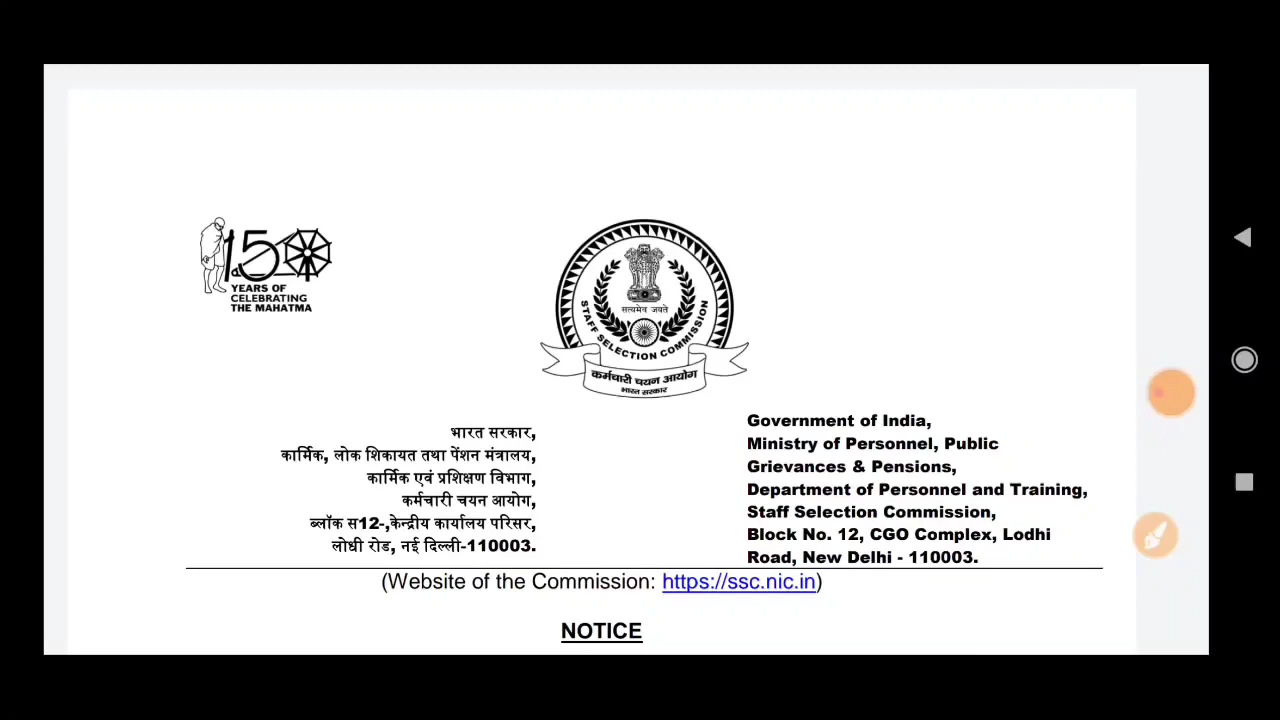 150
YEARS OF
CELEBRATING
THE MAHATMA
सत्यमेव जयते
STAFF SELECTION COMMISSION
कर्मचारी चयन आयोग
भारत सरकार
भारत सरकार,
कार्मिक, लोक शिकायत तथा पेंशन मंत्रालय,
कार्मिक एवं प्रशिक्षण विभाग,
कर्मचारी चयन आयोग,
ब्लॉक स12-,केन्द्रीय कार्यालय परिसर,
लोधी रोड, नई दिल्ली-110003.
Government of India,
Ministry of Personnel, Public
Grievances & Pensions,
Department of Personnel and Training,
Staff Selection Commission,
Block No. 12, CGO Complex, Lodhi
Road, New Delhi - 110003.
(Website of the Commission: https://ssc.nic.in)
NOTICE